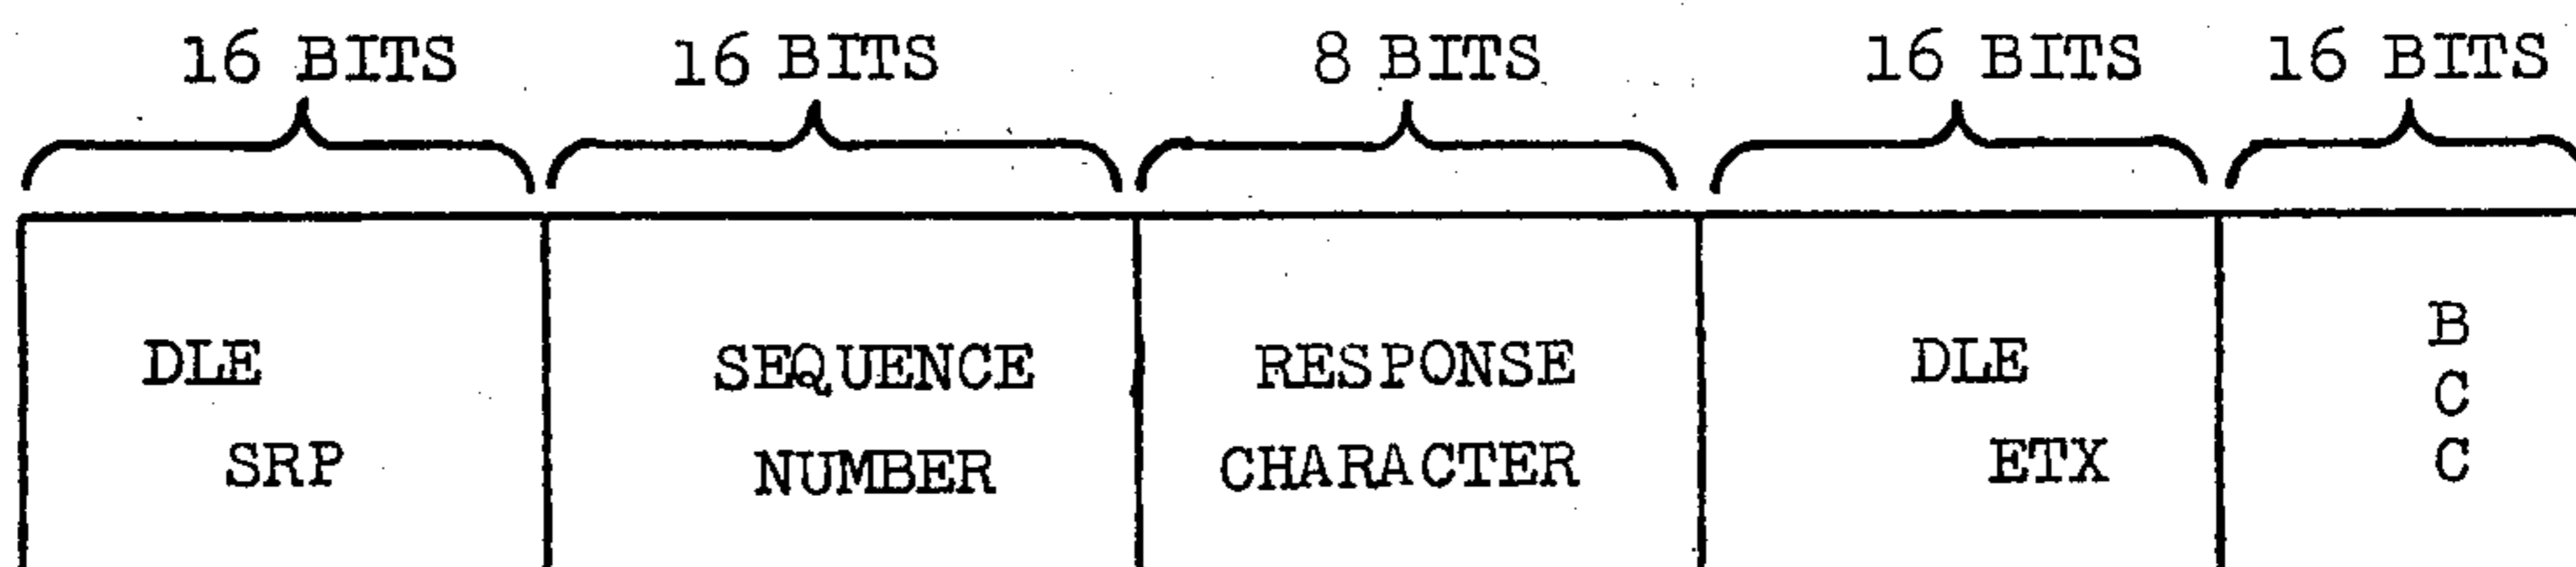 16 BITS 16 BITS 8 BITS 16 BITS 16 BITS
DLE SRP
SEQUENCE NUMBER
RESPONSE CHARACTER
DLE ETX
B
C
C